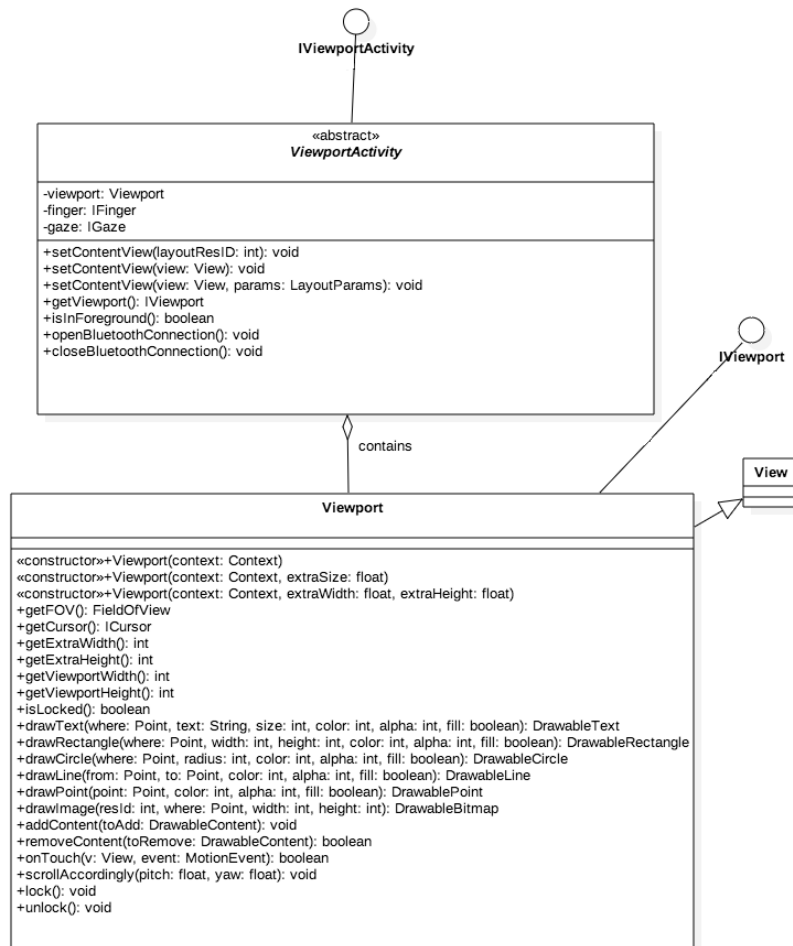 IViewportActivity
«abstract»
ViewportActivity
-viewport: Viewport
-finger: IFinger
-gaze: IGaze
+setContentView(layoutResID: int): void
+setContentView(view: View): void
+setContentView(view: View, params: LayoutParams): void
+getViewport(): IViewport
+isInForeground(): boolean
+openBluetoothConnection(): void
+closeBluetoothConnection(): void
IViewport
contains
View
Viewport
«constructor»+Viewport(context: Context)
«constructor»+Viewport(context: Context, extraSize: float)
«constructor»+Viewport(context: Context, extraWidth: float, extraHeight: float)
+getFOV(): FieldOfView
+getCursor(): ICursor
+getExtraWidth(): int
+getExtraHeight(): int
+getViewportWidth(): int
+getViewportHeight(): int
+isLocked(): boolean
+drawText(where: Point, text: String, size: int, color: int, alpha: int, fill: boolean): DrawableText
+drawRectangle(where: Point, width: int, height: int, color: int, alpha: int, fill: boolean): DrawableRectangle
+drawCircle(where: Point, radius: int, color: int, alpha: int, fill: boolean): DrawableCircle
+drawLine(from: Point, to: Point, color: int, alpha: int, fill: boolean): DrawableLine
+drawPoint(point: Point, color: int, alpha: int, fill: boolean): DrawablePoint
+drawImage(resId: int, where: Point, width: int, height: int): DrawableBitmap
+addContent(toAdd: DrawableContent): void
+removeContent(toRemove: DrawableContent): boolean
+onTouch(v: View, event: MotionEvent): boolean
+scrollAccordingly(pitch: float, yaw: float): void
+lock(): void
+unlock(): void